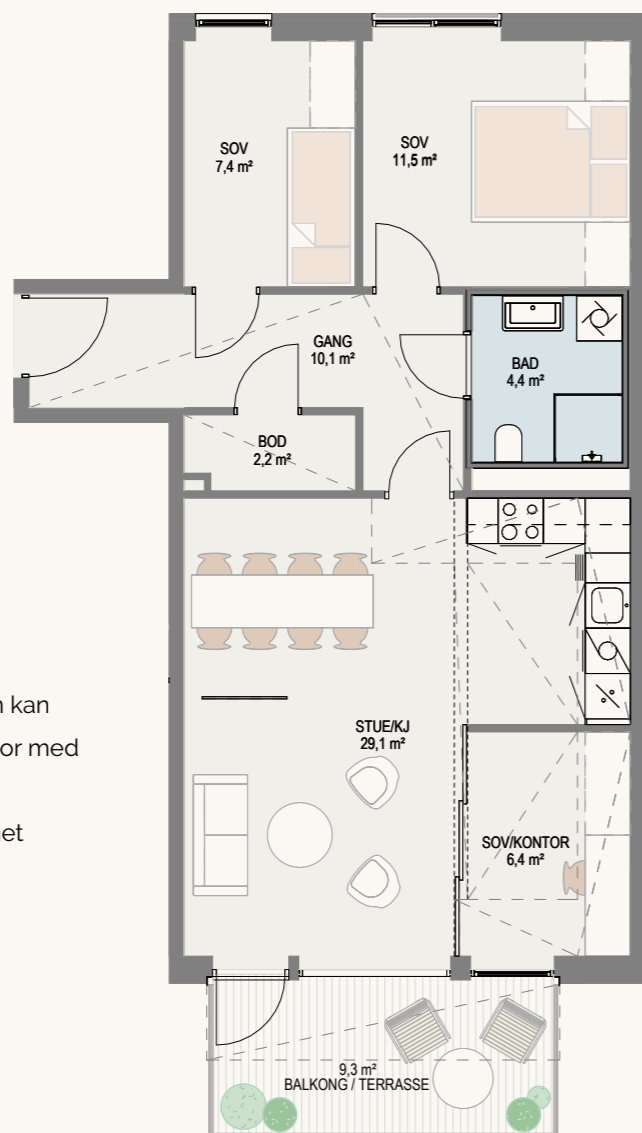 SOV
7,4 m²
SOV
11,5 m²
GANG
10,1 m²
BAD
4,4 m²
BOD
2,2 m²
n kan
or med
et
STUE/KJ
29,1 m²
SOV/KONTOR
6,4 m²
9,3 m²
BALKONG / TERRASSE